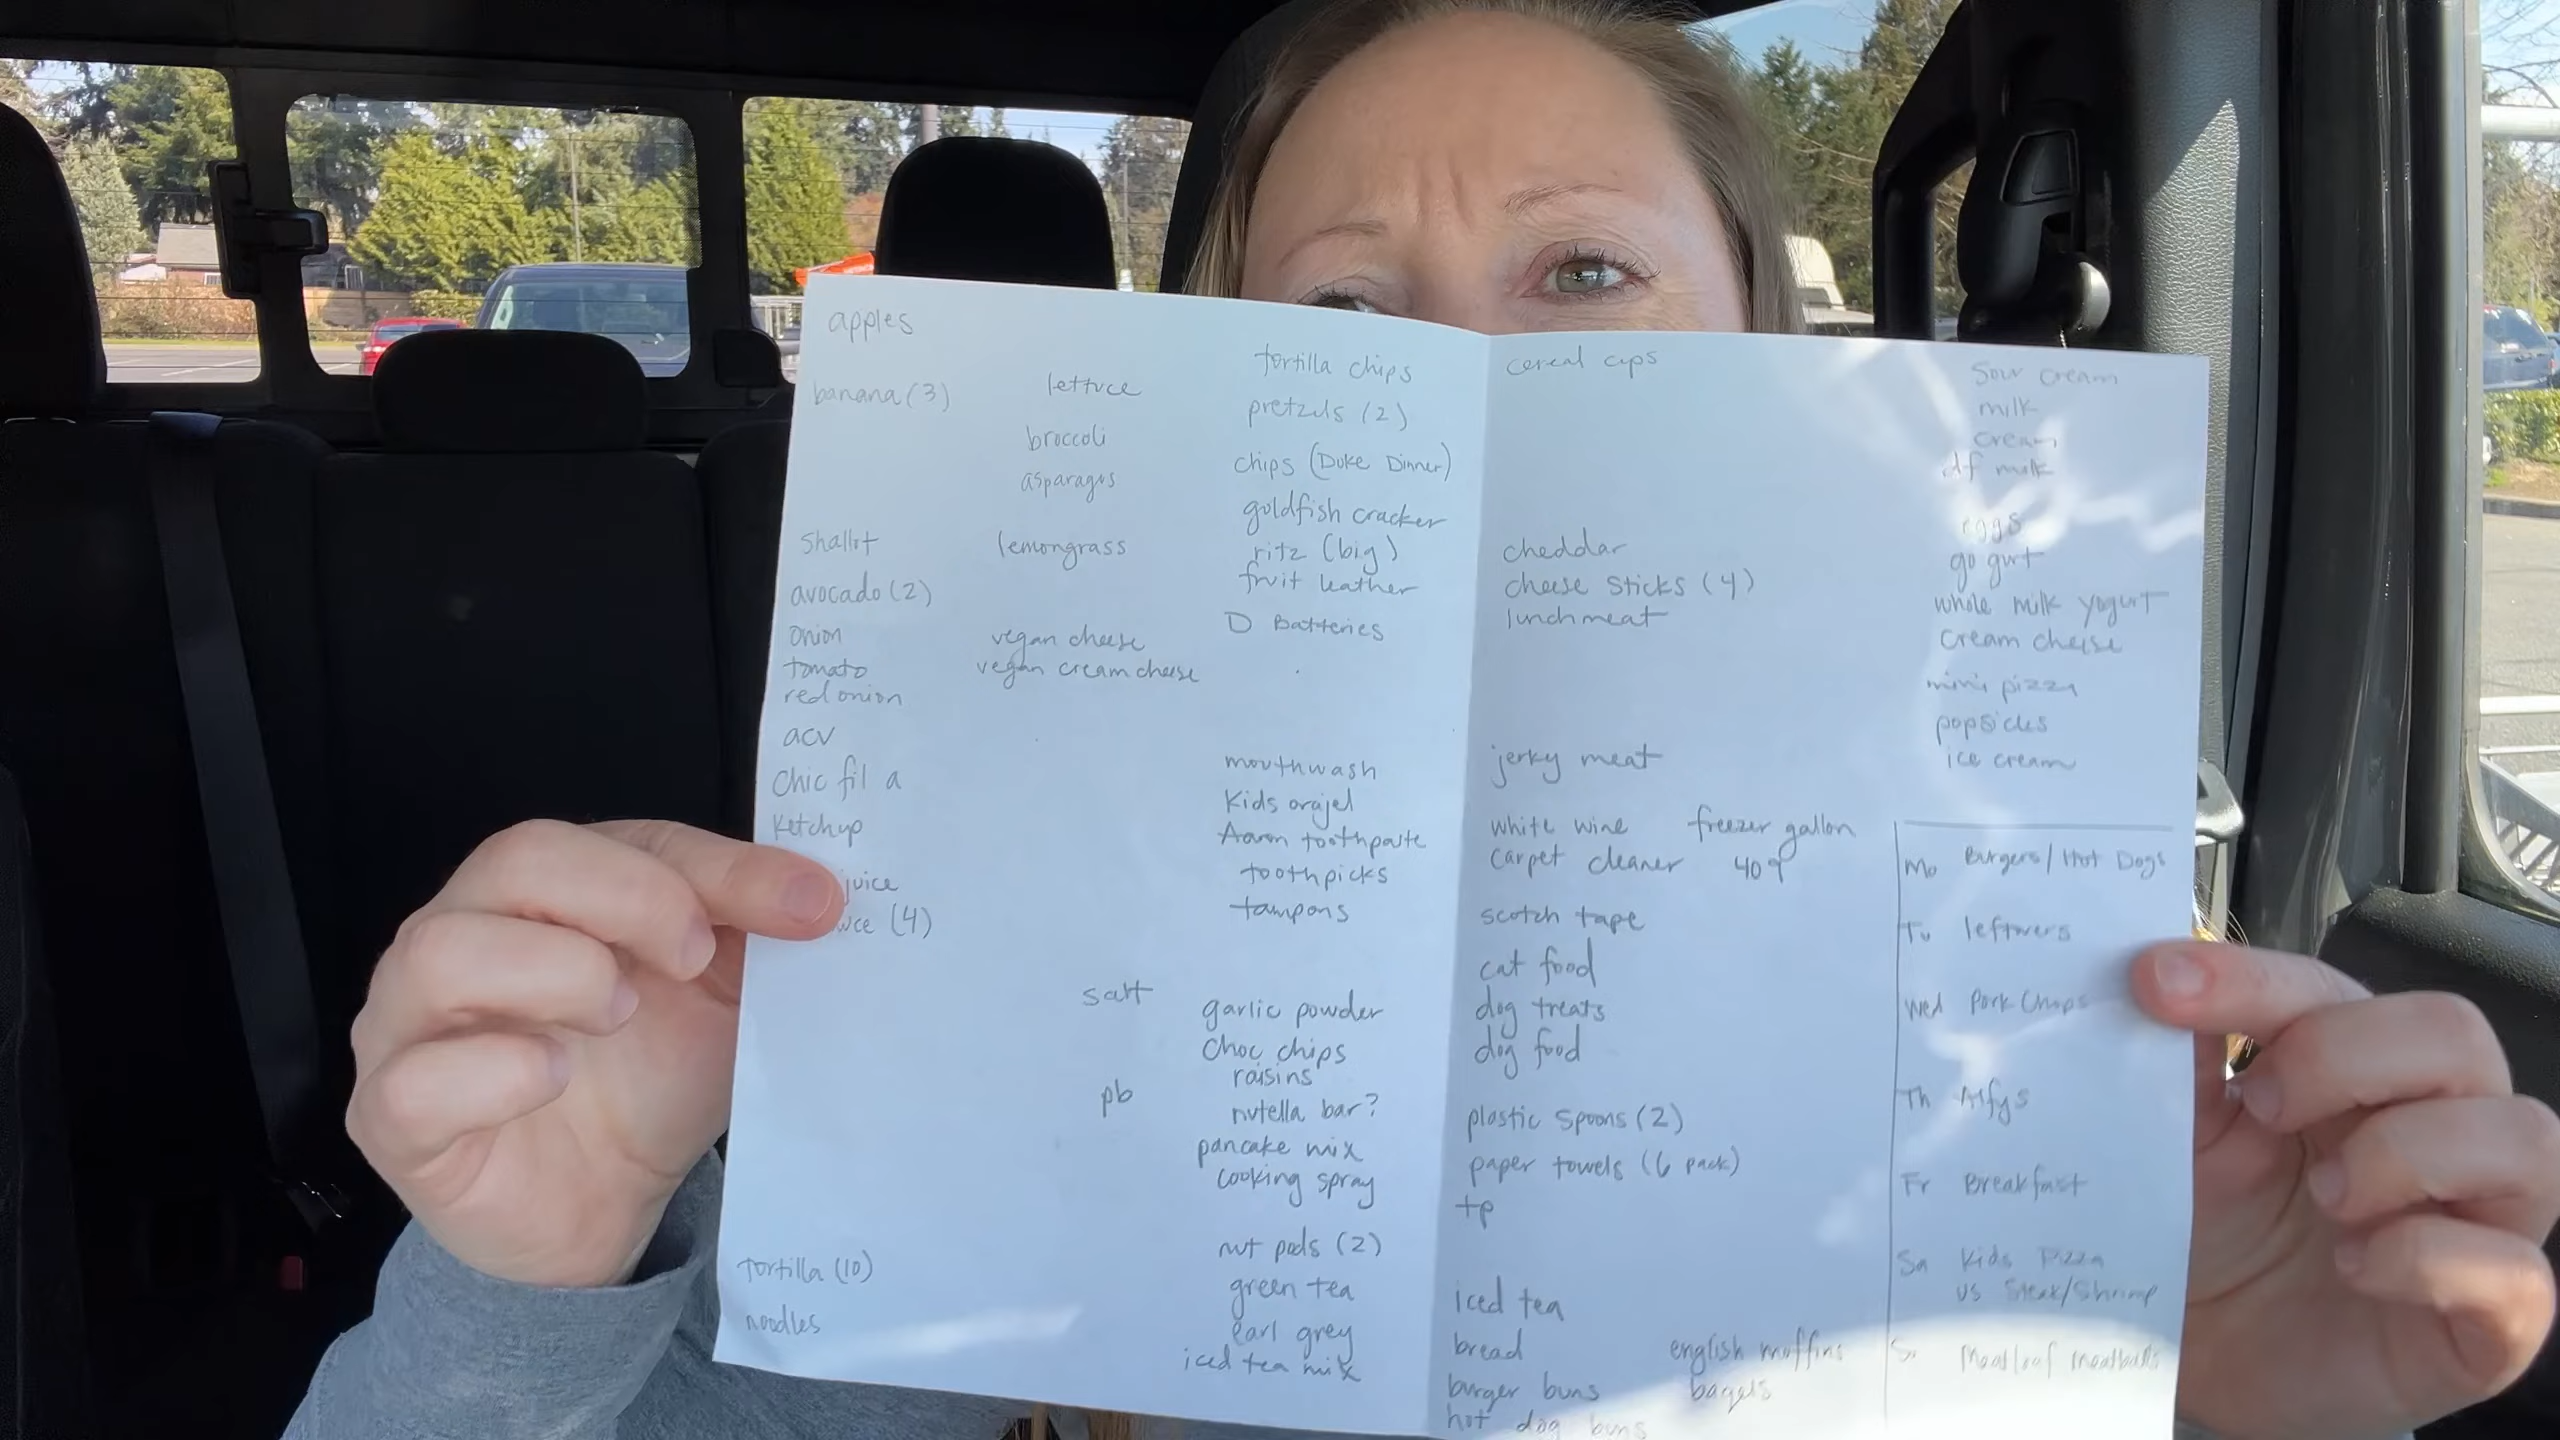 apples
banana (3)
shallot
avocado (2)
onion
tomato
red onion
acv
Chic fil a
Ketchup
juice
(4)
tortilla (10)
noodles
lettuce
broccoli
asparagus
lemongrass
vegan cheese
vegan cream cheese
salt
pb
tortilla chips
pretzels (2)
chips (Duke Dinner)
goldfish cracker
ritz (big)
fruit leather
D Batteries
mouthwash
Kids orajel
Aaron toothpaste
toothpicks
tampons
garlic powder
choc chips
raisins
nutella bar?
pancake mix
cooking spray
nut pods (2)
green tea
earl grey
iced tea mix
cereal cups
cheddar
cheese sticks (4)
lunchmeat
jerky meat
white wine
carpet cleaner
scotch tape
cat food
dog treats
dog food
plastic spoons (2)
paper towels (6 pack)
tp
iced tea
bread
burger buns
hot dog buns
freezer gallon
409
english muffins
bagels
sour cream
milk
cream
df milk
eggs
go gurt
whole milk yogurt
cream cheese
mini pizza
popsicles
ice cream
Mo Burgers/Hot Dogs
Tu leftovers
Wed Pork Chops
Th Alfys
Fr Breakfast
Sa Kids Pizza
us Steak/Shrimp
Meatloaf Meatballs